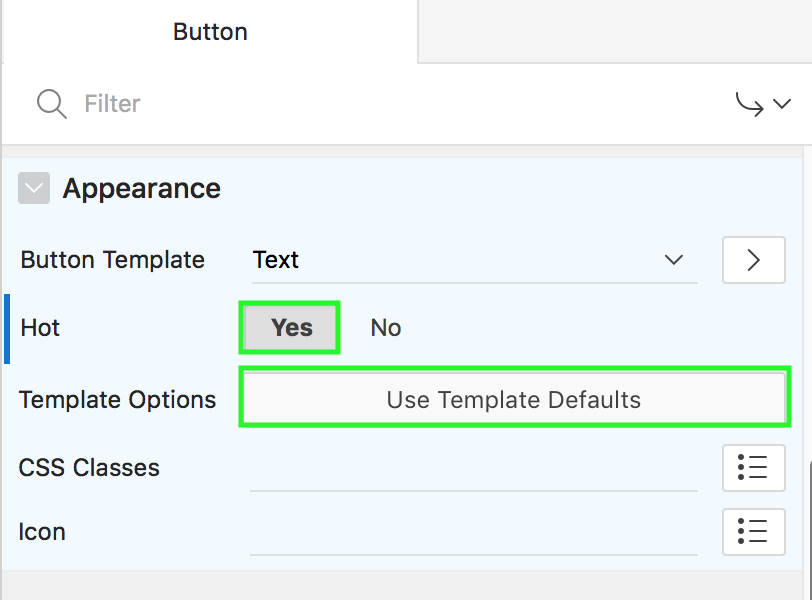 Button
Filter
Appearance
Button Template Text
Hot Yes No
Template Options Use Template Defaults
CSS Classes
Icon